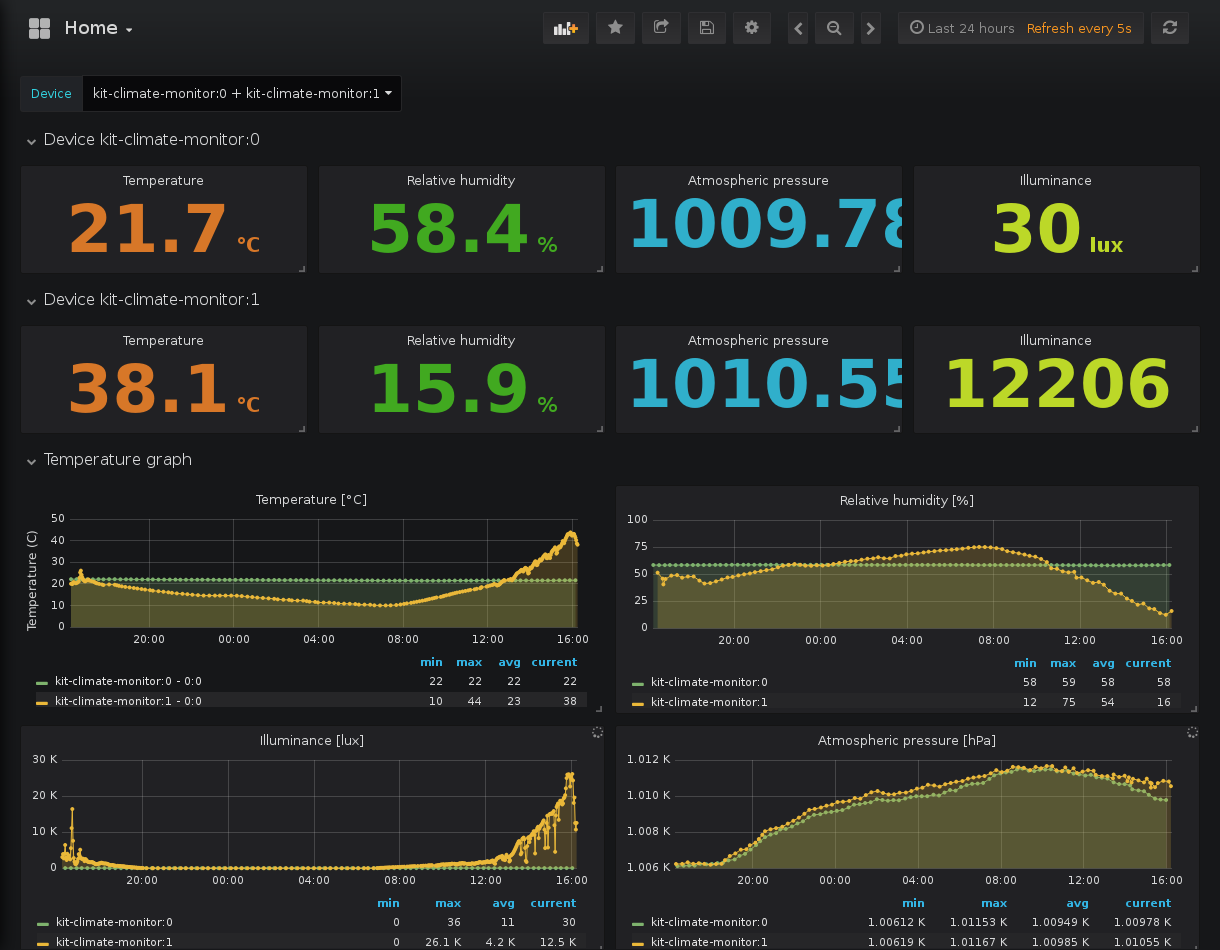 Home
Last 24 hours Refresh every 5s
Device kit-climate-monitor:0 + kit-climate-monitor:1
Device kit-climate-monitor:0
Temperature Relative humidity Atmospheric pressure Illuminance
21.7 °C 58.4 % 1009.78 30 lux
Device kit-climate-monitor:1
Temperature Relative humidity Atmospheric pressure Illuminance
38.1 °C 15.9 % 1010.55 12206
Temperature graph
Temperature [°C]
Temperature (C)
50
40
30
20
10
0
20:00 00:00 04:00 08:00 12:00 16:00
min max avg current
kit-climate-monitor:0 - 0:0 22 22 22 22
kit-climate-monitor:1 - 0:0 10 44 23 38
Relative humidity [%]
100
75
50
25
0
20:00 00:00 04:00 08:00 12:00 16:00
min max avg current
kit-climate-monitor:0 58 59 58 58
kit-climate-monitor:1 12 75 54 16
Illuminance [lux]
30 K
20 K
10 K
0
20:00 00:00 04:00 08:00 12:00 16:00
min max avg current
kit-climate-monitor:0 0 36 11 30
kit-climate-monitor:1 0 26.1 K 4.2 K 12.5 K
Atmospheric pressure [hPa]
1.012 K
1.010 K
1.008 K
1.006 K
20:00 00:00 04:00 08:00 12:00 16:00
min max avg current
kit-climate-monitor:0 1.00612 K 1.01153 K 1.00949 K 1.00978 K
kit-climate-monitor:1 1.00619 K 1.01167 K 1.00985 K 1.01055 K